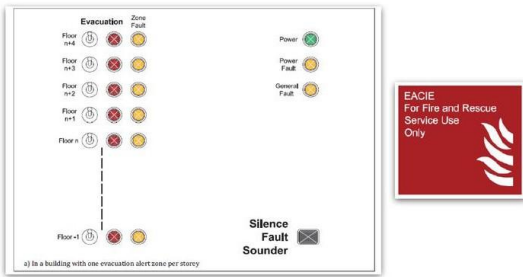 Evacuation Zone Fault
Floor n+4
Floor n+3
Floor n+2
Floor n+1
Floor n
Floor -1
Power
Power Fault
General Fault
Silence
Fault
Sounder
a) In a building with one evacuation alert zone per storey
EACIE
For Fire and Rescue
Service Use
Only